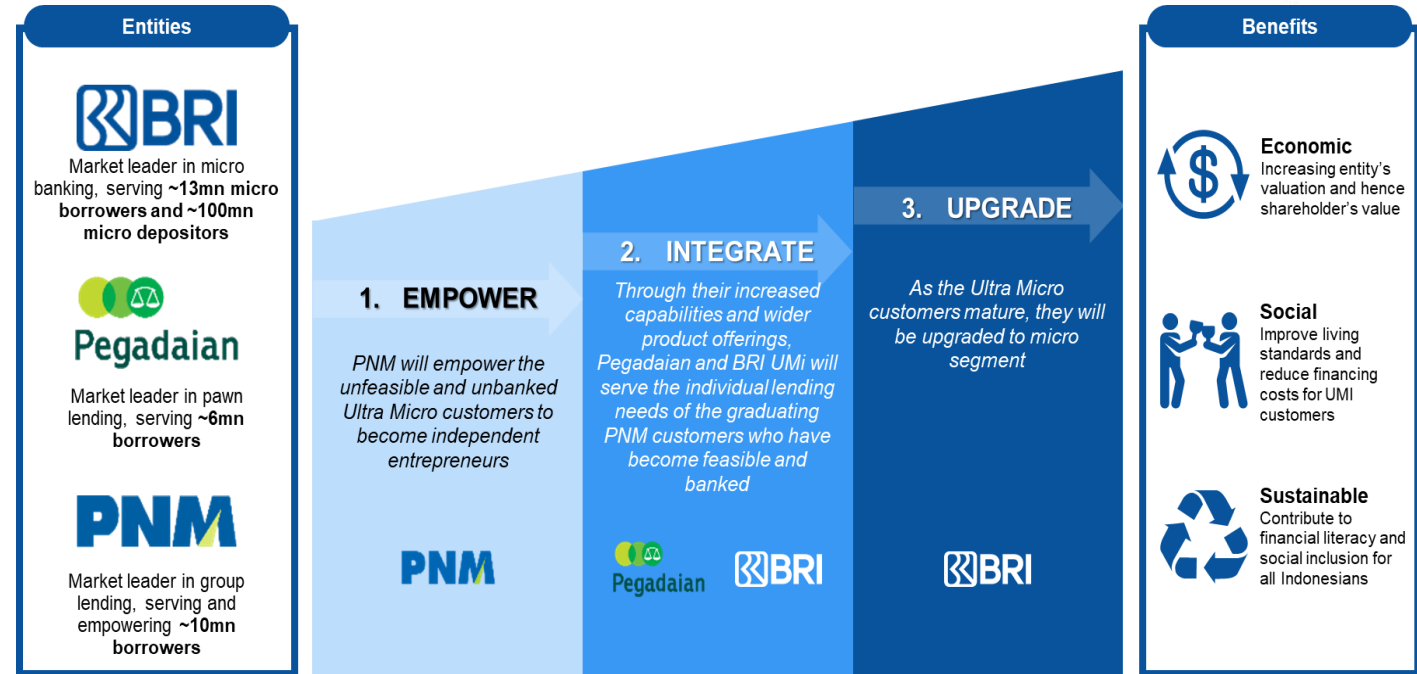 Entities
BRI
Market leader in micro
banking, serving ~13mn micro
borrowers and ~100mn
micro depositors
Pegadaian
Market leader in pawn
lending, serving ~6mn
borrowers
PNM
Market leader in group
lending, serving and
empowering ~10mn
borrowers
1. EMPOWER
PNM will empower the
unfeasible and unbanked
Ultra Micro customers to
become independent
entrepreneurs
PNM
2. INTEGRATE
Through their increased
capabilities and wider
product offerings,
Pegadaian and BRI UMi will
serve the individual lending
needs of the graduating
PNM customers who have
become feasible and
banked
Pegadaian
BRI
3. UPGRADE
As the Ultra Micro
customers mature, they will
be upgraded to micro
segment
BRI
Benefits
$
Economic
Increasing entity's
valuation and hence
shareholder's value
Social
Improve living
standards and
reduce financing
costs for UMI
customers
Sustainable
Contribute to
financial literacy and
social inclusion for
all Indonesians